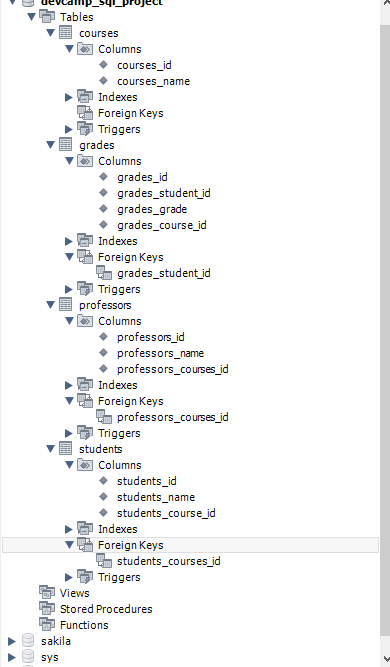 devcamp_sql_project
Tables
courses
Columns
courses_id
courses_name
Indexes
Foreign Keys
Triggers
grades
Columns
grades_id
grades_student_id
grades_grade
grades_course_id
Indexes
Foreign Keys
grades_student_id
Triggers
professors
Columns
professors_id
professors_name
professors_courses_id
Indexes
Foreign Keys
professors_courses_id
Triggers
students
Columns
students_id
students_name
students_course_id
Indexes
Foreign Keys
students_courses_id
Triggers
Views
Stored Procedures
Functions
sakila
sys